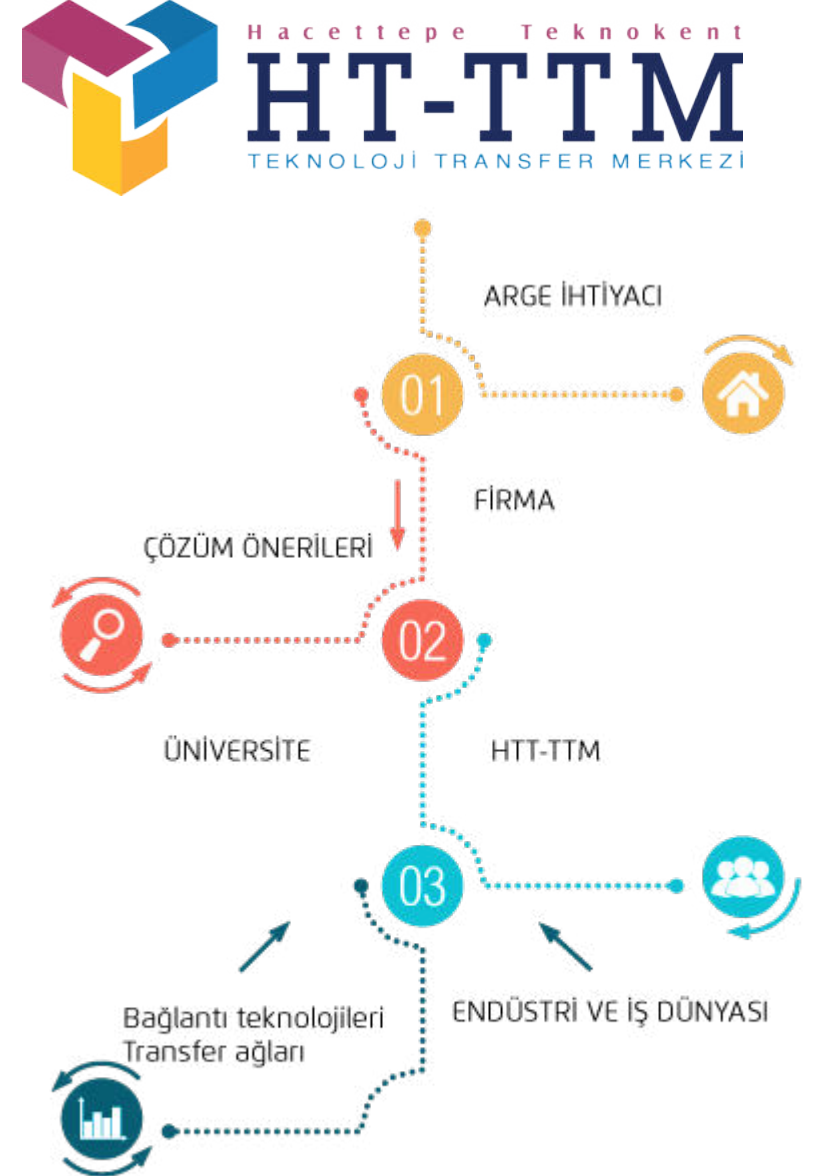 Hacettepe Teknokent
HT-TTM
TEKNOLOJİ TRANSFER MERKEZİ
ARGE İHTİYACI
01
FİRMA
ÇÖZÜM ÖNERİLERİ
02
ÜNİVERSİTE
HTT-TTM
03
Bağlantı teknolojileri
Transfer ağları
ENDÜSTRİ VE İŞ DÜNYASI